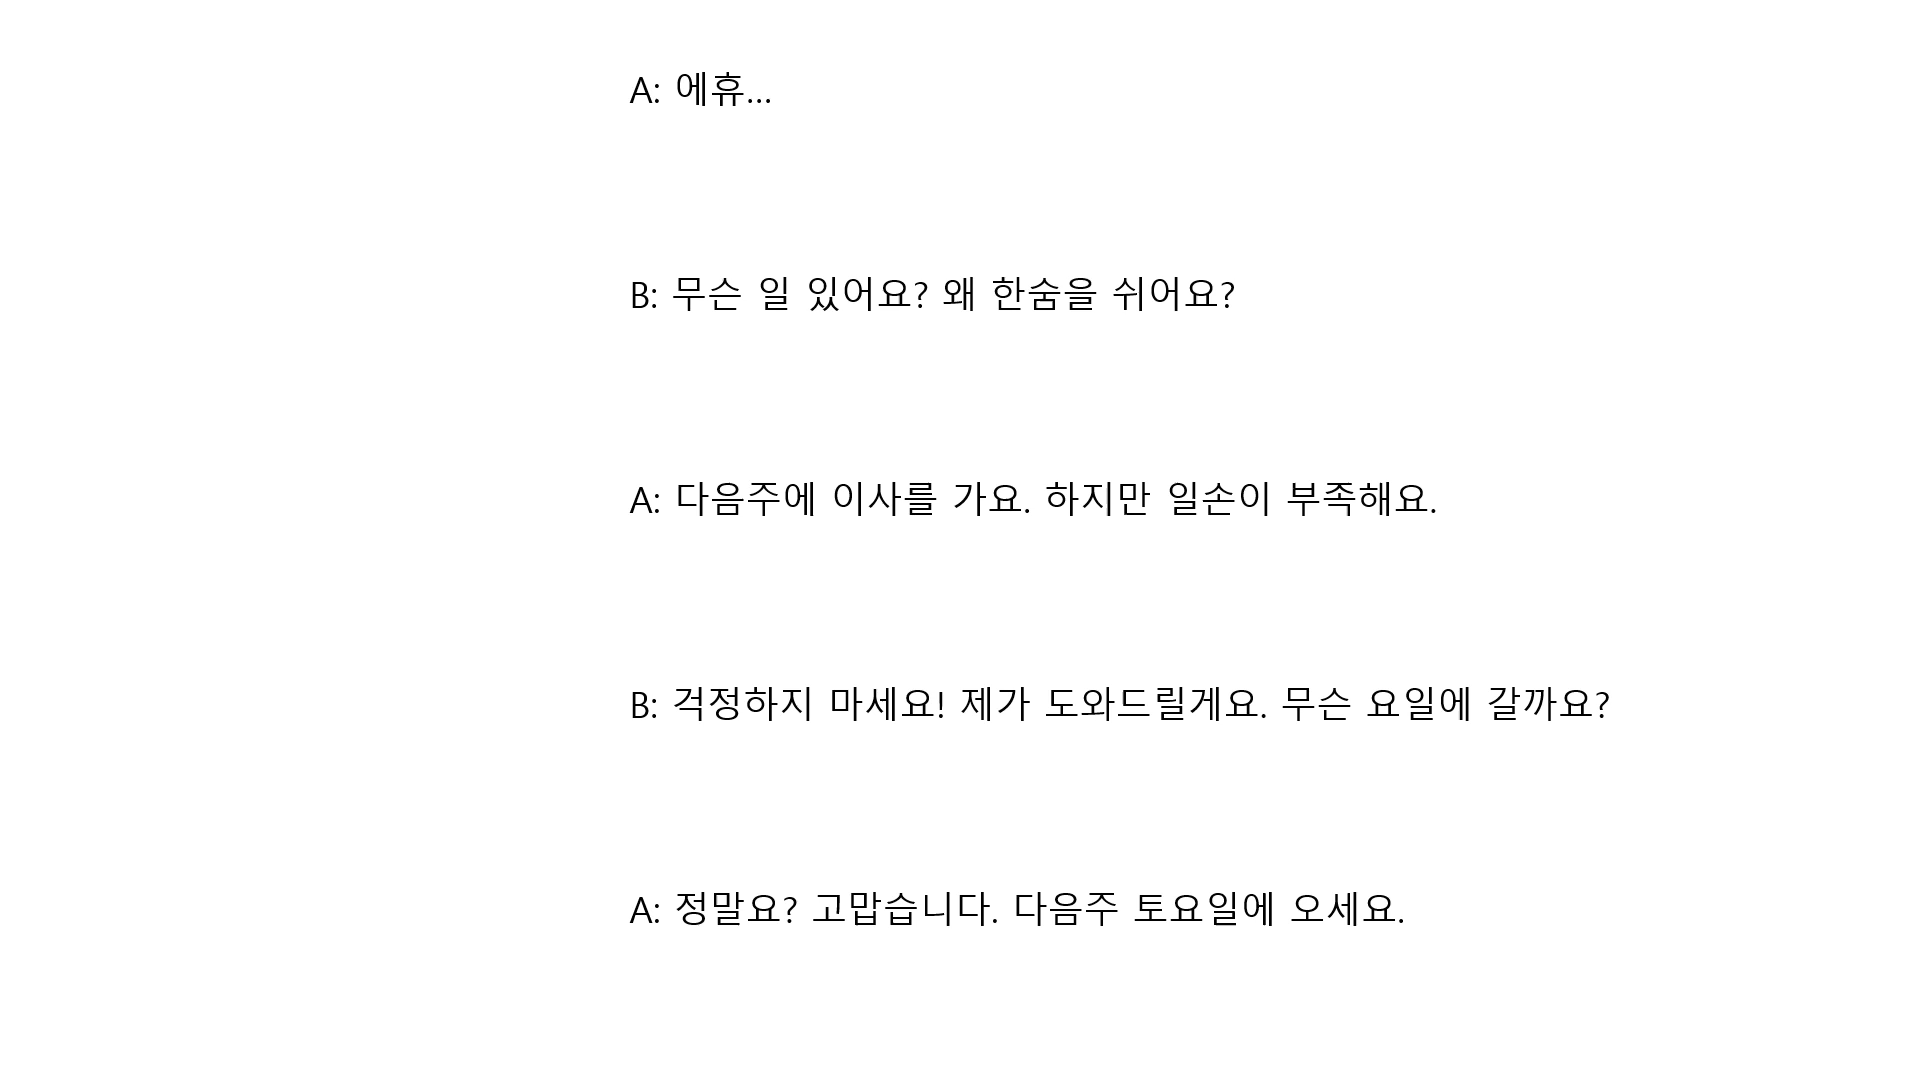 A: 에휴...
B: 무슨 일 있어요? 왜 한숨을 쉬어요?
A: 다음주에 이사를 가요. 하지만 일손이 부족해요.
B: 걱정하지 마세요! 제가 도와드릴게요. 무슨 요일에 갈까요?
A: 정말요? 고맙습니다. 다음주 토요일에 오세요.